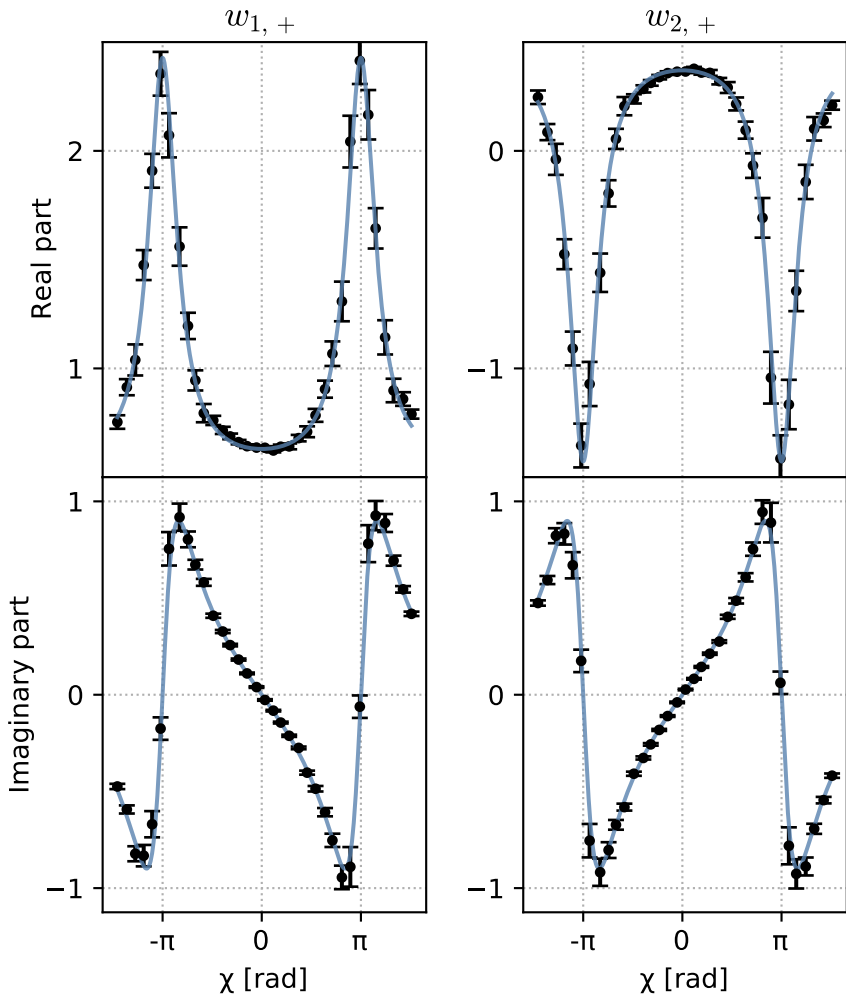 w1, +
w2, +
Real part
2
1
0
−1
Imaginary part
1
0
−1
1
0
−1
-π 0 π
-π 0 π
χ [rad]
χ [rad]